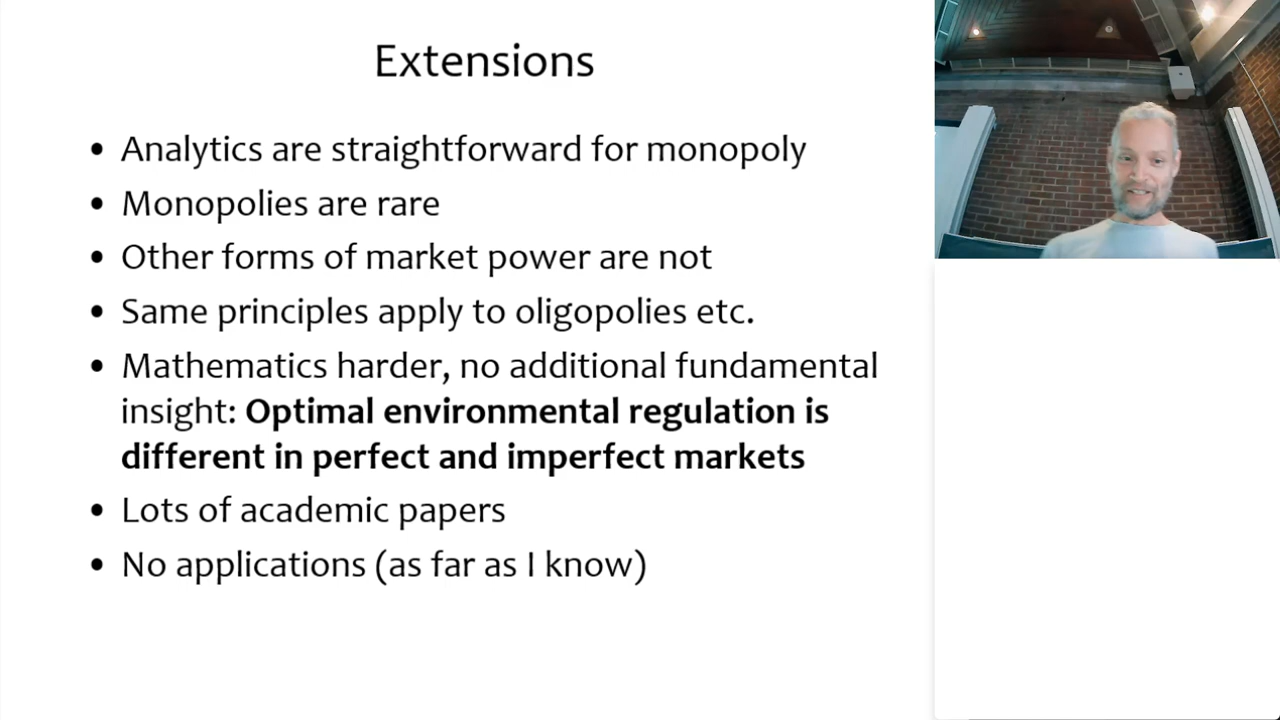 Extensions
• Analytics are straightforward for monopoly
• Monopolies are rare
• Other forms of market power are not
• Same principles apply to oligopolies etc.
• Mathematics harder, no additional fundamental
insight: Optimal environmental regulation is
different in perfect and imperfect markets
• Lots of academic papers
• No applications (as far as I know)